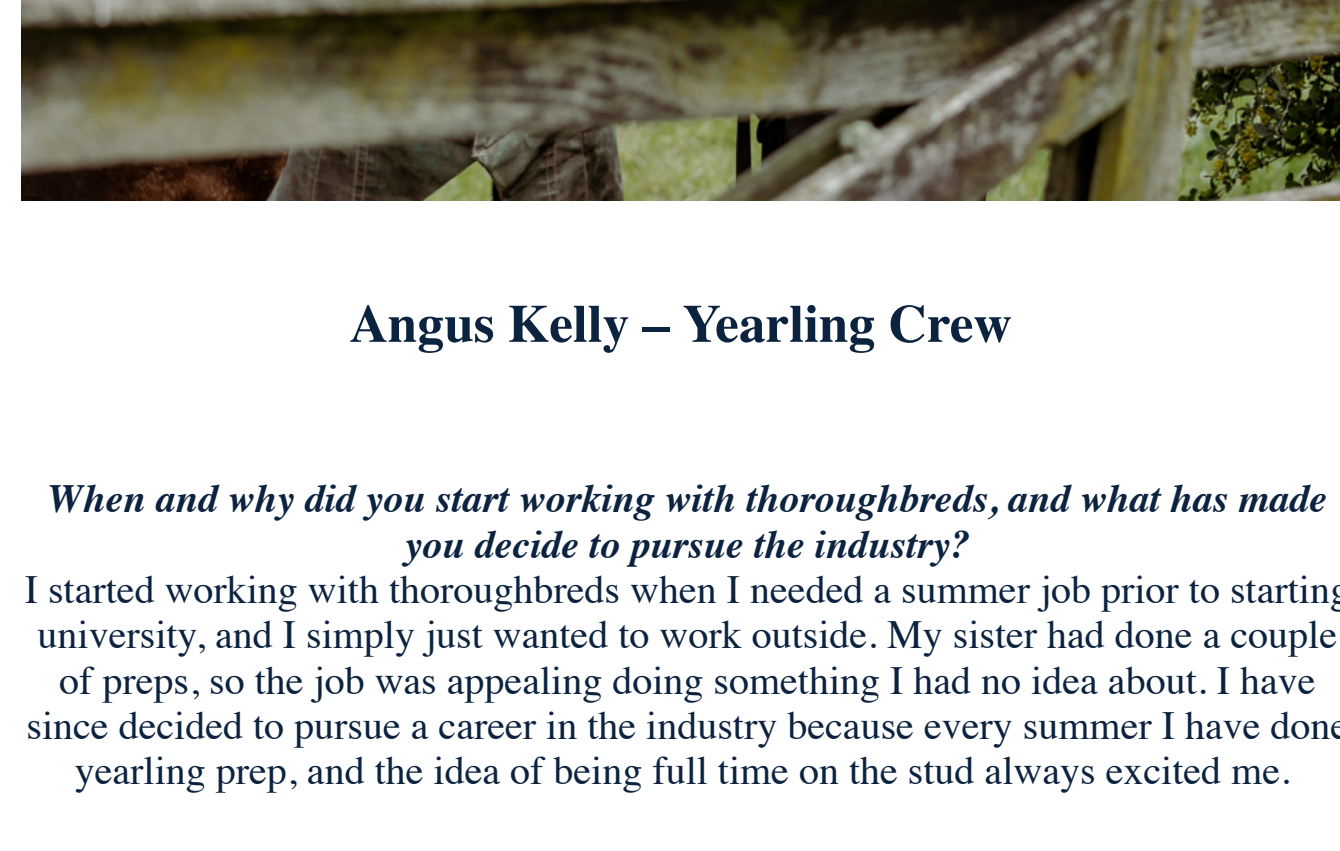 Angus Kelly – Yearling Crew
When and why did you start working with thoroughbreds, and what has made
you decide to pursue the industry?
I started working with thoroughbreds when I needed a summer job prior to starting
university, and I simply just wanted to work outside. My sister had done a couple
of preps, so the job was appealing doing something I had no idea about. I have
since decided to pursue a career in the industry because every summer I have done
yearling prep, and the idea of being full time on the stud always excited me.